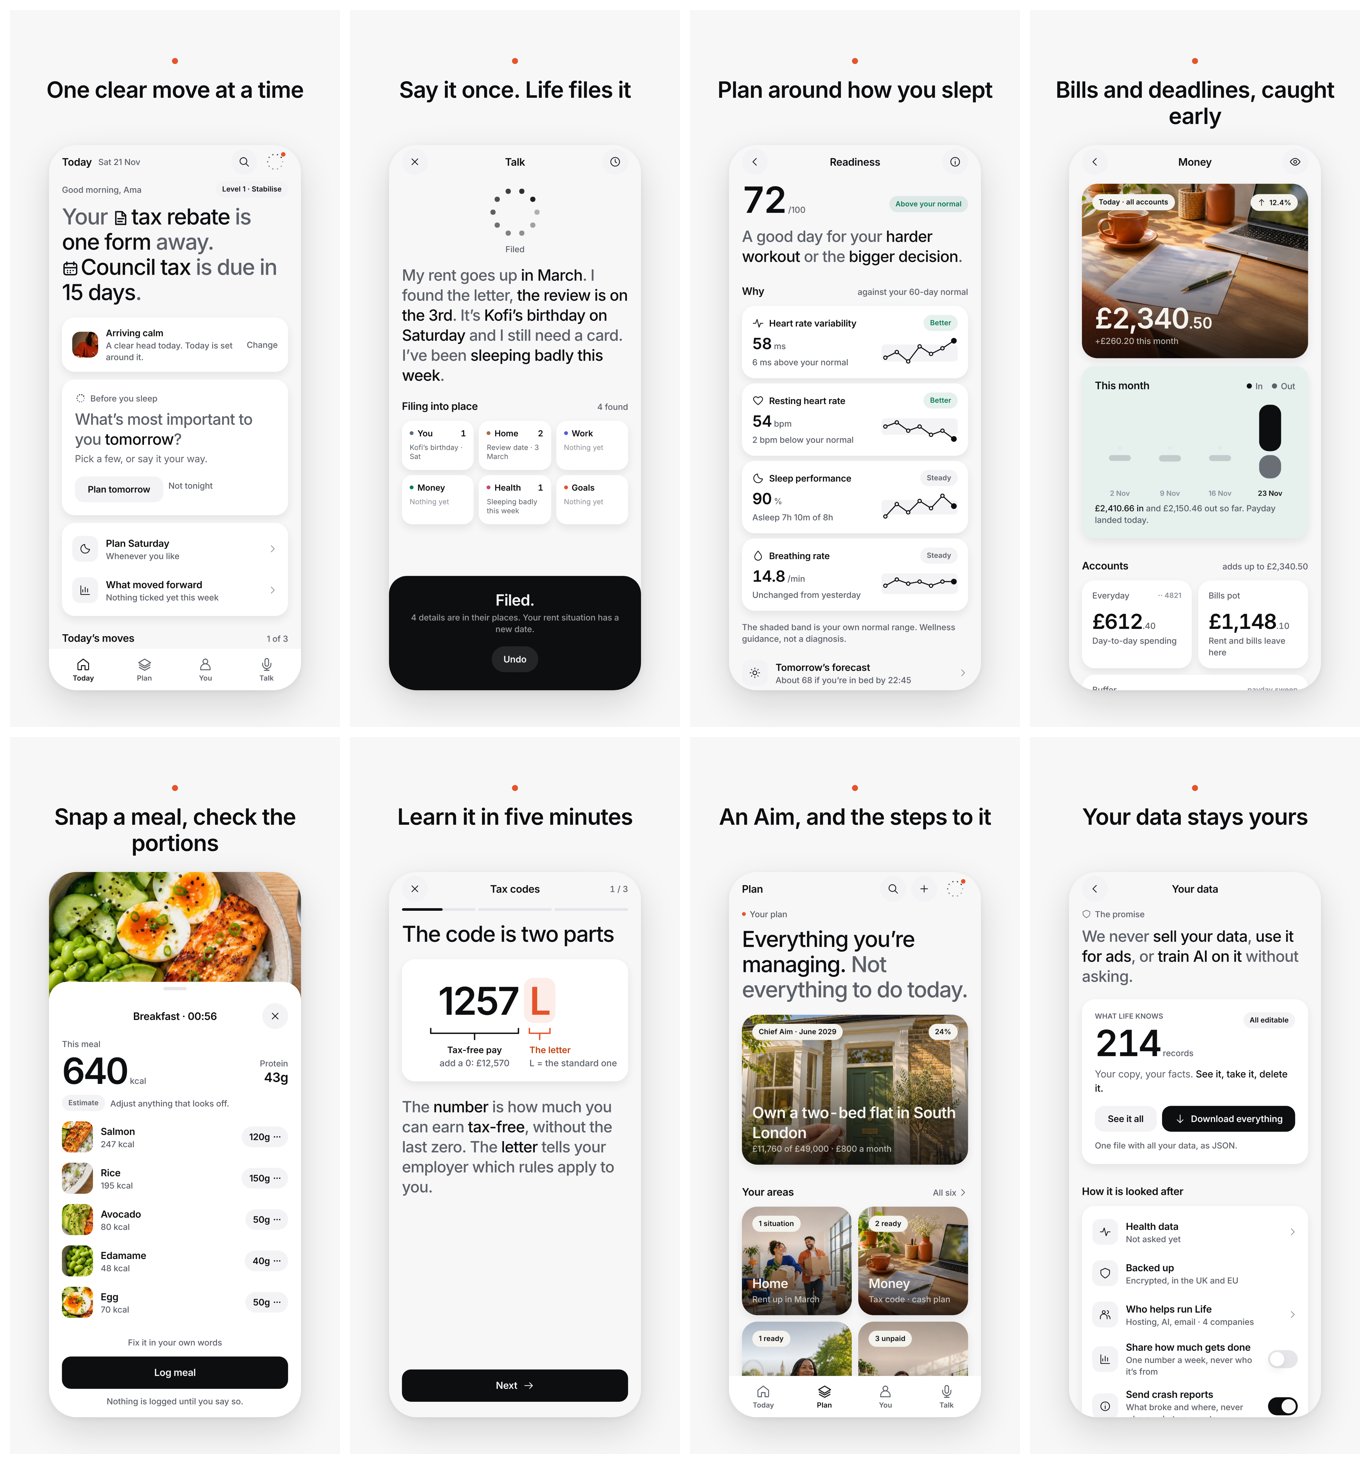 One clear move at a time
Today Sat 21 Nov
Good morning, Ama
Level 1 · Stabilise
Your tax rebate is
one form away.
Council tax is due in
15 days.
Arriving calm
A clear head today. Today is set
around it.
Change
Before you sleep
What's most important to
you tomorrow?
Pick a few, or say it your way.
Plan tomorrow
Not tonight
Plan Saturday
Whenever you like
What moved forward
Nothing ticked yet this week
Today's moves
1 of 3
Today
Plan
You
Talk
Say it once. Life files it
Talk
Filed
My rent goes up in March. I
found the letter, the review is on
the 3rd. It's Kofi's birthday on
Saturday and I still need a card.
I've been sleeping badly this
week.
Filing into place
4 found
You 1
Kofi's birthday ·
Sat
Home 2
Review date · 3
March
Work
Nothing yet
Money
Nothing yet
Health 1
Sleeping badly
this week
Goals
Nothing yet
Filed.
4 details are in their places. Your rent situation has a
new date.
Undo
Plan around how you slept
Readiness
72 /100
Above your normal
A good day for your harder
workout or the bigger decision.
Why
against your 60-day normal
Heart rate variability
Better
58 ms
6 ms above your normal
Resting heart rate
Better
54 bpm
2 bpm below your normal
Sleep performance
Steady
90 %
Asleep 7h 10m of 8h
Breathing rate
Steady
14.8 /min
Unchanged from yesterday
The shaded band is your own normal range. Wellness
guidance, not a diagnosis.
Tomorrow's forecast
About 68 if you're in bed by 22:45
Bills and deadlines, caught
early
Money
Today · all accounts
↑ 12.4%
£2,340.50
+£260.20 this month
This month
In
Out
2 Nov
9 Nov
16 Nov
23 Nov
£2,410.66 in and £2,150.46 out so far. Payday
landed today.
Accounts
adds up to £2,340.50
Everyday
·· 4821
£612.40
Day-to-day spending
Bills pot
£1,148.10
Rent and bills leave
here
Buffer
payday sweep
Snap a meal, check the
portions
Breakfast · 00:56
This meal
640 kcal
Protein
43g
Estimate
Adjust anything that looks off.
Salmon
247 kcal
120g ···
Rice
195 kcal
150g ···
Avocado
80 kcal
50g ···
Edamame
48 kcal
40g ···
Egg
70 kcal
50g ···
Fix it in your own words
Log meal
Nothing is logged until you say so.
Learn it in five minutes
Tax codes
1 / 3
The code is two parts
1257 L
Tax-free pay
add a 0: £12,570
The letter
L = the standard one
The number is how much you
can earn tax-free, without the
last zero. The letter tells your
employer which rules apply to
you.
Next →
An Aim, and the steps to it
Plan
Your plan
Everything you're
managing. Not
everything to do today.
Chief Aim · June 2029
24%
Own a two-bed flat in South
London
£11,760 of £49,000 · £800 a month
Your areas
All six
1 situation
Home
Rent up in March
2 ready
Money
Tax code · cash plan
1 ready
3 unpaid
Today
Plan
You
Talk
Your data stays yours
Your data
The promise
We never sell your data, use it
for ads, or train AI on it without
asking.
WHAT LIFE KNOWS
All editable
214 records
Your copy, your facts. See it, take it, delete
it.
See it all
↓ Download everything
One file with all your data, as JSON.
How it is looked after
Health data
Not asked yet
Backed up
Encrypted, in the UK and EU
Who helps run Life
Hosting, AI, email · 4 companies
Share how much gets done
One number a week, never who
it's from
Send crash reports
What broke and where, never